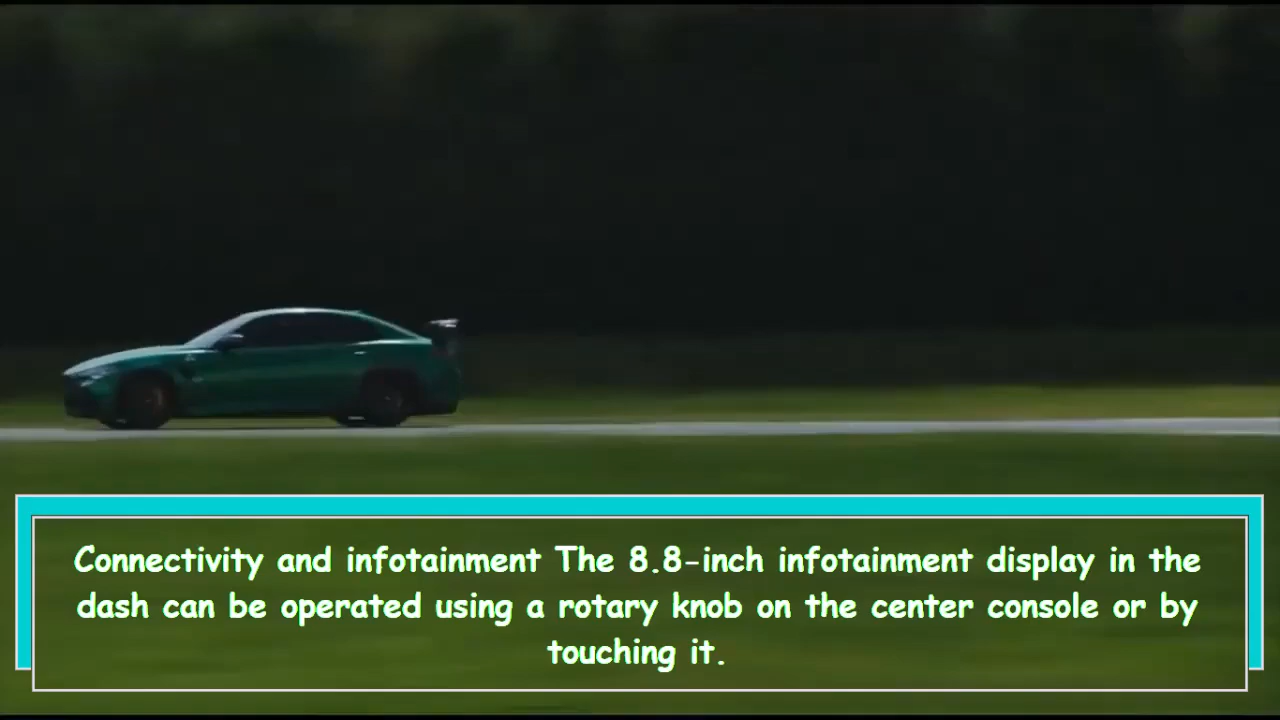 Connectivity and infotainment The 8.8-inch infotainment display in the
dash can be operated using a rotary knob on the center console or by
touching it.